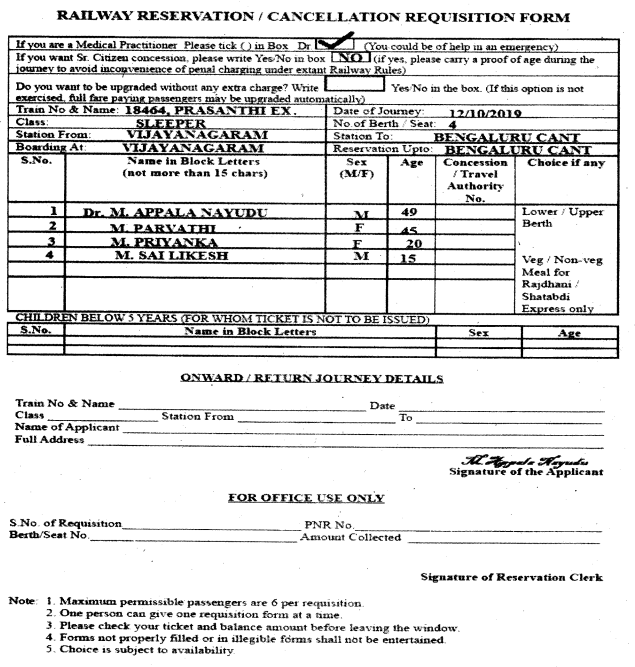 RAILWAY RESERVATION / CANCELLATION REQUISITION FORM
If you are a Medical Practitioner Please tick ( ) in Box Dr ✓ (You could be of help in an emergency)
If you want Sr. Citizen concession, please write Yes/No in box NO (if yes, please carry a proof of age during the
journey to avoid inconvenience of penal charging under extant Railway Rules)
Do you want to be upgraded without any extra charge? Write Yes/No in the box. (If this option is not
exercised, full fare paying passengers may be upgraded automatically)
Train No & Name: 18464, PRASANTHI EX. Date of Journey: 12/10/2019
Class: SLEEPER No. of Berth / Seat: 4
Station From: VIJAYANAGARAM Station To: BENGALURU CANT
Boarding At: VIJAYANAGARAM Reservation Upto: BENGALURU CANT
S.No. Name in Block Letters Sex Age Concession Choice if any
(not more than 15 chars) (M/F) / Travel
Authority
No.
1 Dr. M. APPALA NAYUDU M 49 Lower / Upper
2 M. PARVATHI F 45 Berth
3 M. PRIYANKA F 20
4 M. SAI LIKESH M 15 Veg / Non-veg
Meal for
Rajdhani /
Shatabdi
Express only
CHILDREN BELOW 5 YEARS (FOR WHOM TICKET IS NOT TO BE ISSUED)
S.No. Name in Block Letters Sex Age
ONWARD / RETURN JOURNEY DETAILS
Train No & Name Date
Class Station From To
Name of Applicant
Full Address
M. Appala Nayudu
Signature of the Applicant
FOR OFFICE USE ONLY
S.No. of Requisition PNR No.
Berth/Seat No. Amount Collected
Signature of Reservation Clerk
Note: 1. Maximum permissible passengers are 6 per requisition.
2. One person can give one requisition form at a time.
3. Please check your ticket and balance amount before leaving the window.
4. Forms not properly filled or in illegible forms shall not be entertained.
5. Choice is subject to availability.